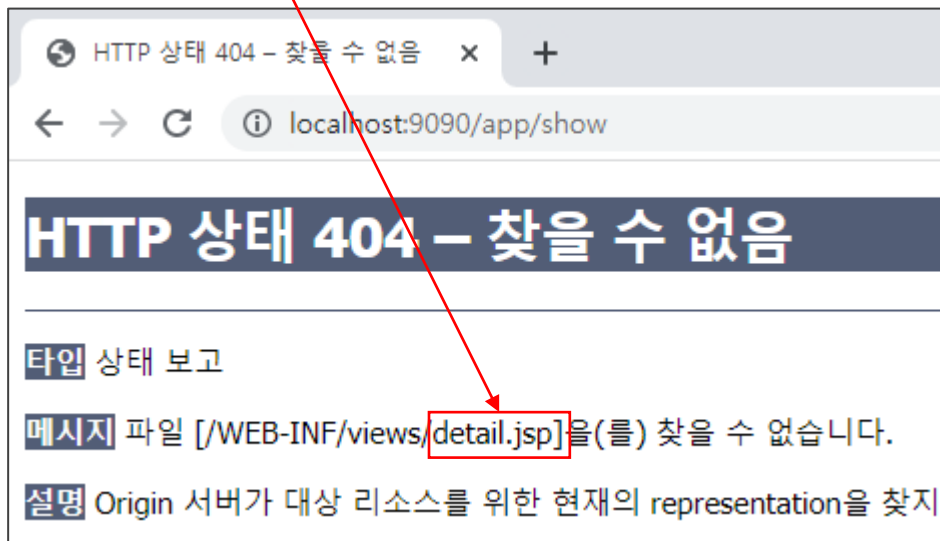 HTTP 상태 404 – 찾을 수 없음
localhost:9090/app/show
HTTP 상태 404 – 찾을 수 없음
타입 상태 보고
메시지 파일 [/WEB-INF/views/detail.jsp]을(를) 찾을 수 없습니다.
설명 Origin 서버가 대상 리소스를 위한 현재의 representation을 찾지